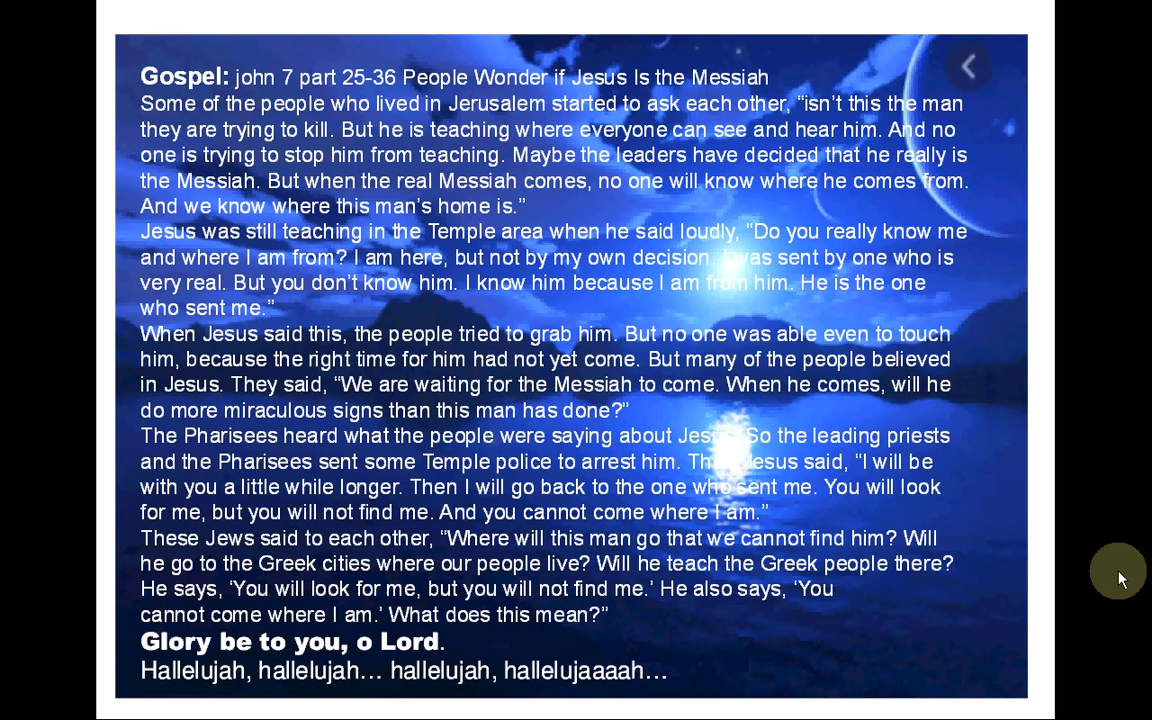 Gospel: john 7 part 25-36 People Wonder if Jesus Is the Messiah
Some of the people who lived in Jerusalem started to ask each other, “isn’t this the man
they are trying to kill. But he is teaching where everyone can see and hear him. And no
one is trying to stop him from teaching. Maybe the leaders have decided that he really is
the Messiah. But when the real Messiah comes, no one will know where he comes from.
And we know where this man’s home is.”
Jesus was still teaching in the Temple area when he said loudly, “Do you really know me
and where I am from? I am here, but not by my own decision. I was sent by one who is
very real. But you don’t know him. I know him because I am from him. He is the one
who sent me.”
When Jesus said this, the people tried to grab him. But no one was able even to touch
him, because the right time for him had not yet come. But many of the people believed
in Jesus. They said, “We are waiting for the Messiah to come. When he comes, will he
do more miraculous signs than this man has done?”
The Pharisees heard what the people were saying about Jesus. So the leading priests
and the Pharisees sent some Temple police to arrest him. Then Jesus said, “I will be
with you a little while longer. Then I will go back to the one who sent me. You will look
for me, but you will not find me. And you cannot come where I am.”
These Jews said to each other, “Where will this man go that we cannot find him? Will
he go to the Greek cities where our people live? Will he teach the Greek people there?
He says, ‘You will look for me, but you will not find me.’ He also says, ‘You
cannot come where I am.’ What does this mean?”
Glory be to you, o Lord.
Hallelujah, hallelujah… hallelujah, hallelujaaaah…